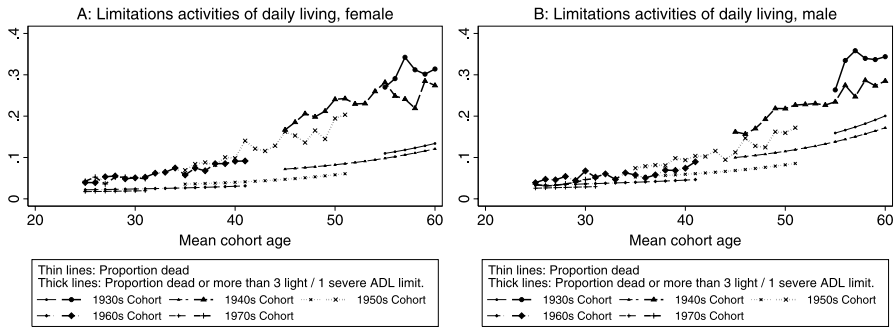 A: Limitations activities of daily living, female
.4
.3
.2
.1
0
20 30 40 50 60
Mean cohort age
Thin lines: Proportion dead
Thick lines: Proportion dead or more than 3 light / 1 severe ADL limit.
1930s Cohort 1940s Cohort 1950s Cohort
1960s Cohort 1970s Cohort
B: Limitations activities of daily living, male
.4
.3
.2
.1
0
20 30 40 50 60
Mean cohort age
Thin lines: Proportion dead
Thick lines: Proportion dead or more than 3 light / 1 severe ADL limit.
1930s Cohort 1940s Cohort 1950s Cohort
1960s Cohort 1970s Cohort